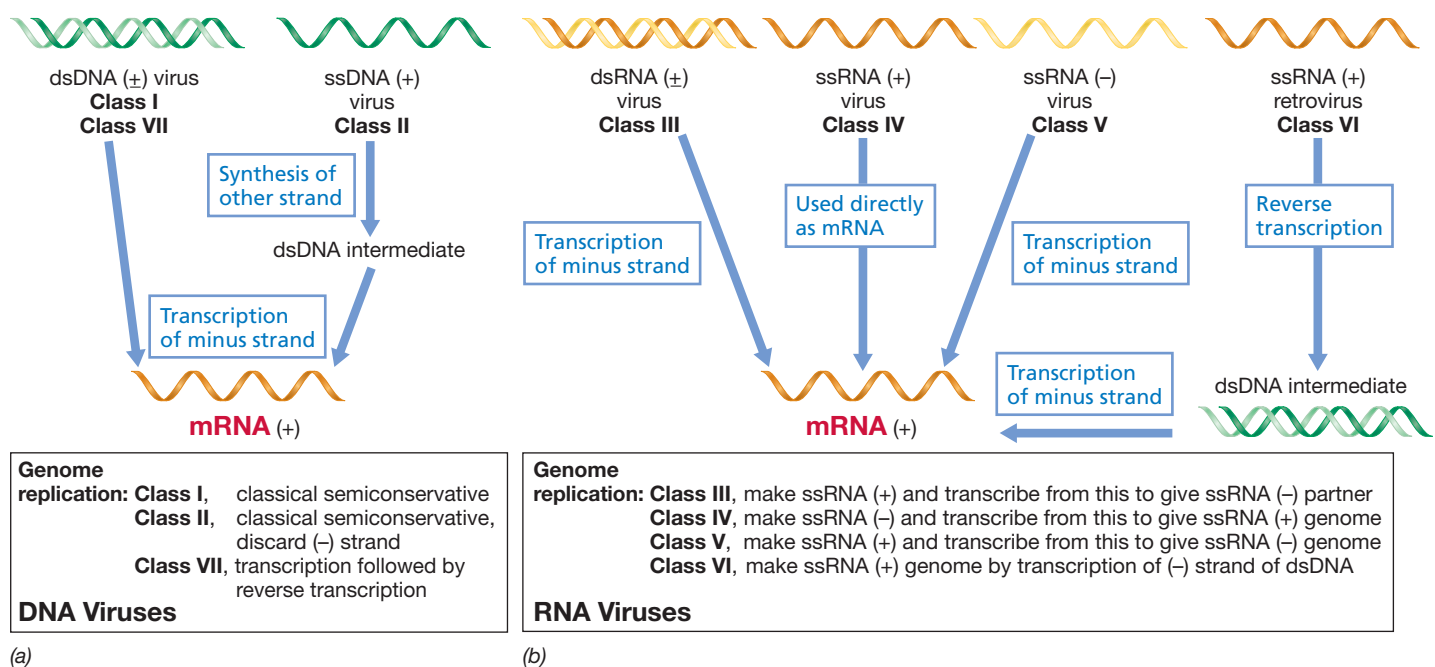 dsDNA (±) virus
Class I
Class VII
ssDNA (+)
virus
Class II
Synthesis of
other strand
dsDNA intermediate
Transcription
of minus strand
mRNA (+)
Genome
replication: Class I, classical semiconservative
Class II, classical semiconservative,
discard (–) strand
Class VII, transcription followed by
reverse transcription
DNA Viruses
(a)
dsRNA (±)
virus
Class III
ssRNA (+)
virus
Class IV
ssRNA (–)
virus
Class V
ssRNA (+)
retrovirus
Class VI
Transcription
of minus strand
Used directly
as mRNA
Transcription
of minus strand
Reverse
transcription
dsDNA intermediate
Transcription
of minus strand
mRNA (+)
Genome
replication: Class III, make ssRNA (+) and transcribe from this to give ssRNA (–) partner
Class IV, make ssRNA (–) and transcribe from this to give ssRNA (+) genome
Class V, make ssRNA (+) and transcribe from this to give ssRNA (–) genome
Class VI, make ssRNA (+) genome by transcription of (–) strand of dsDNA
RNA Viruses
(b)